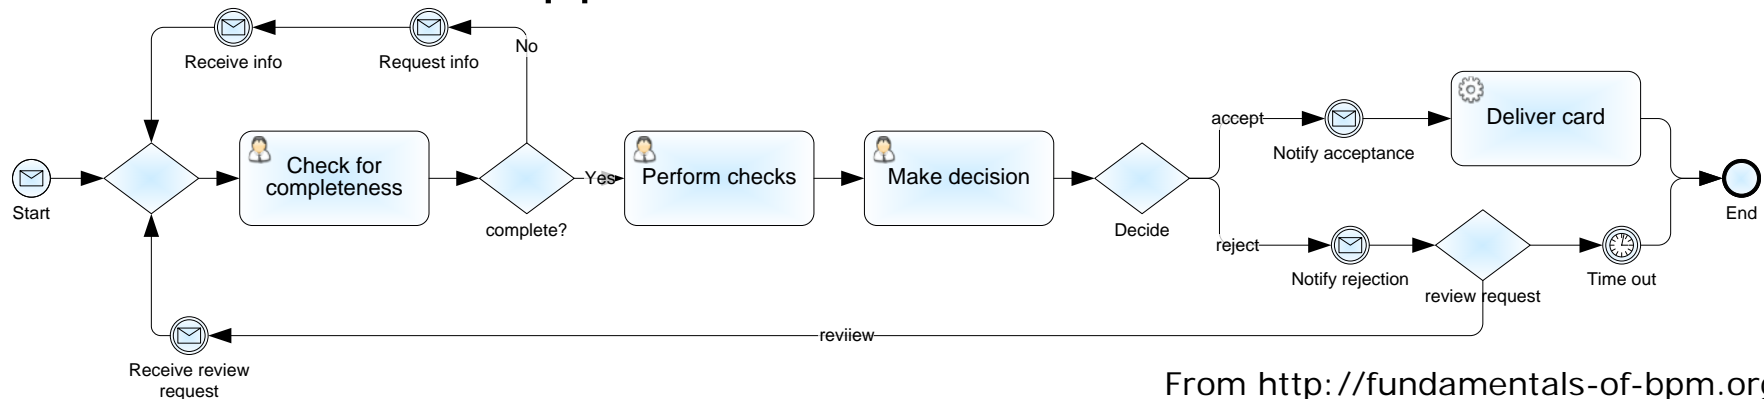 No
Receive info
Request info
accept
Deliver card
Notify acceptance
Check for
completeness
Yes
Perform checks
Make decision
Start
complete?
Decide
End
reject
Notify rejection
Time out
review request
reviiew
Receive review
request
From http://fundamentals-of-bpm.org